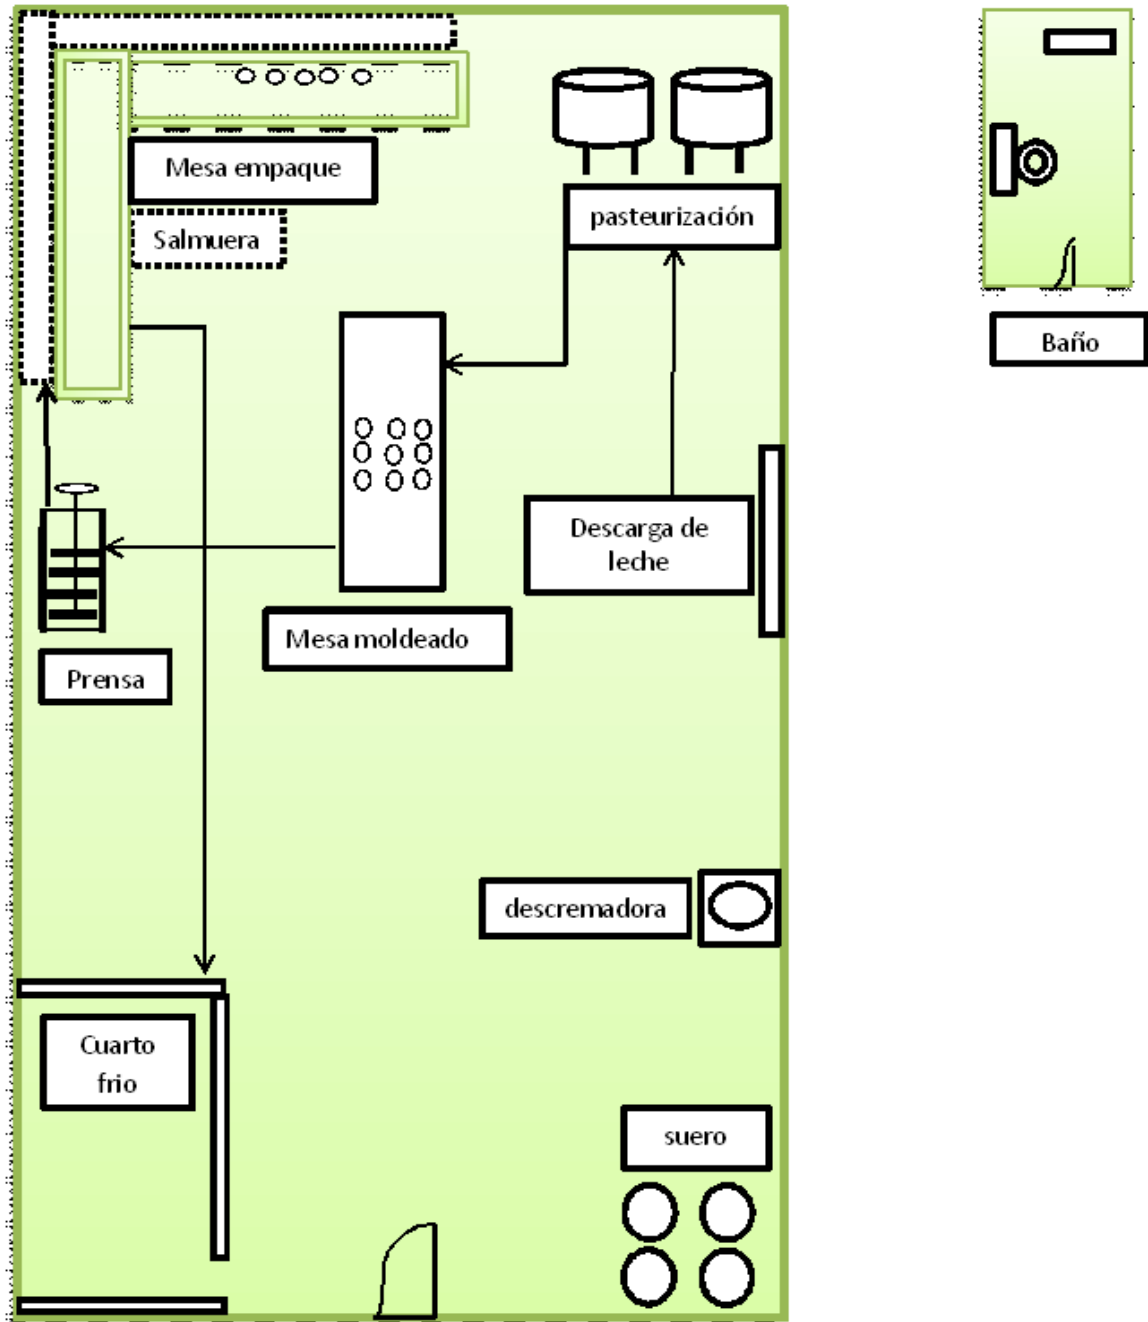 Mesa empaque
pasteurización
Salmuera
Baño
Descarga de
leche
Mesa moldeado
Prensa
descremadora
Cuarto
frio
suero